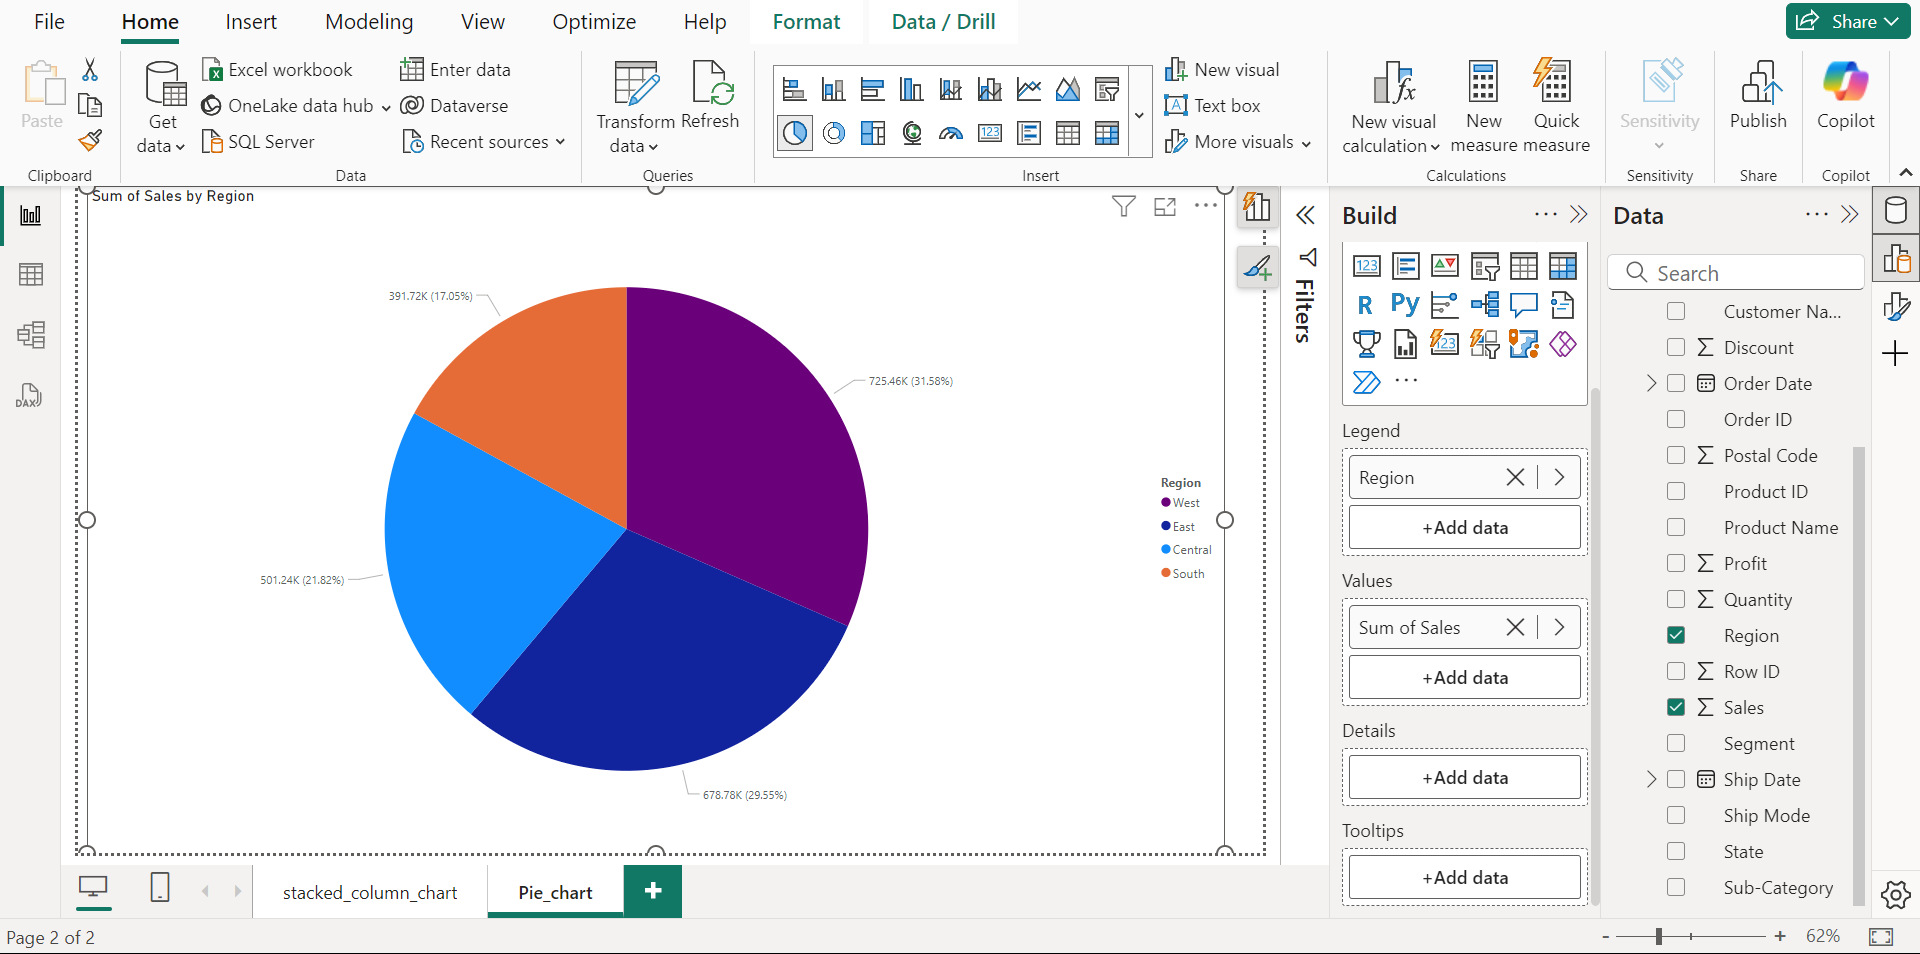 File Home Insert Modeling View Optimize Help Format Data / Drill Share
Paste
Clipboard
Get data
Excel workbook
OneLake data hub
SQL Server
Enter data
Dataverse
Recent sources
Data
Transform data
Refresh
Queries
123
New visual
A Text box
More visuals
Insert
New visual calculation
New measure
Quick measure
Calculations
Sensitivity
Sensitivity
Publish
Share
Copilot
Copilot
DAX
Sum of Sales by Region
391.72K (17.05%)
725.46K (31.58%)
501.24K (21.82%)
678.78K (29.55%)
Region
West
East
Central
South
Filters
Build
123
R Py
123
Legend
Region
+Add data
Values
Sum of Sales
+Add data
Details
+Add data
Tooltips
+Add data
Data
Search
Customer Na...
Discount
Order Date
Order ID
Postal Code
Product ID
Product Name
Profit
Quantity
Region
Row ID
Sales
Segment
Ship Date
Ship Mode
State
Sub-Category
stacked_column_chart Pie_chart +
Page 2 of 2
- + 62%